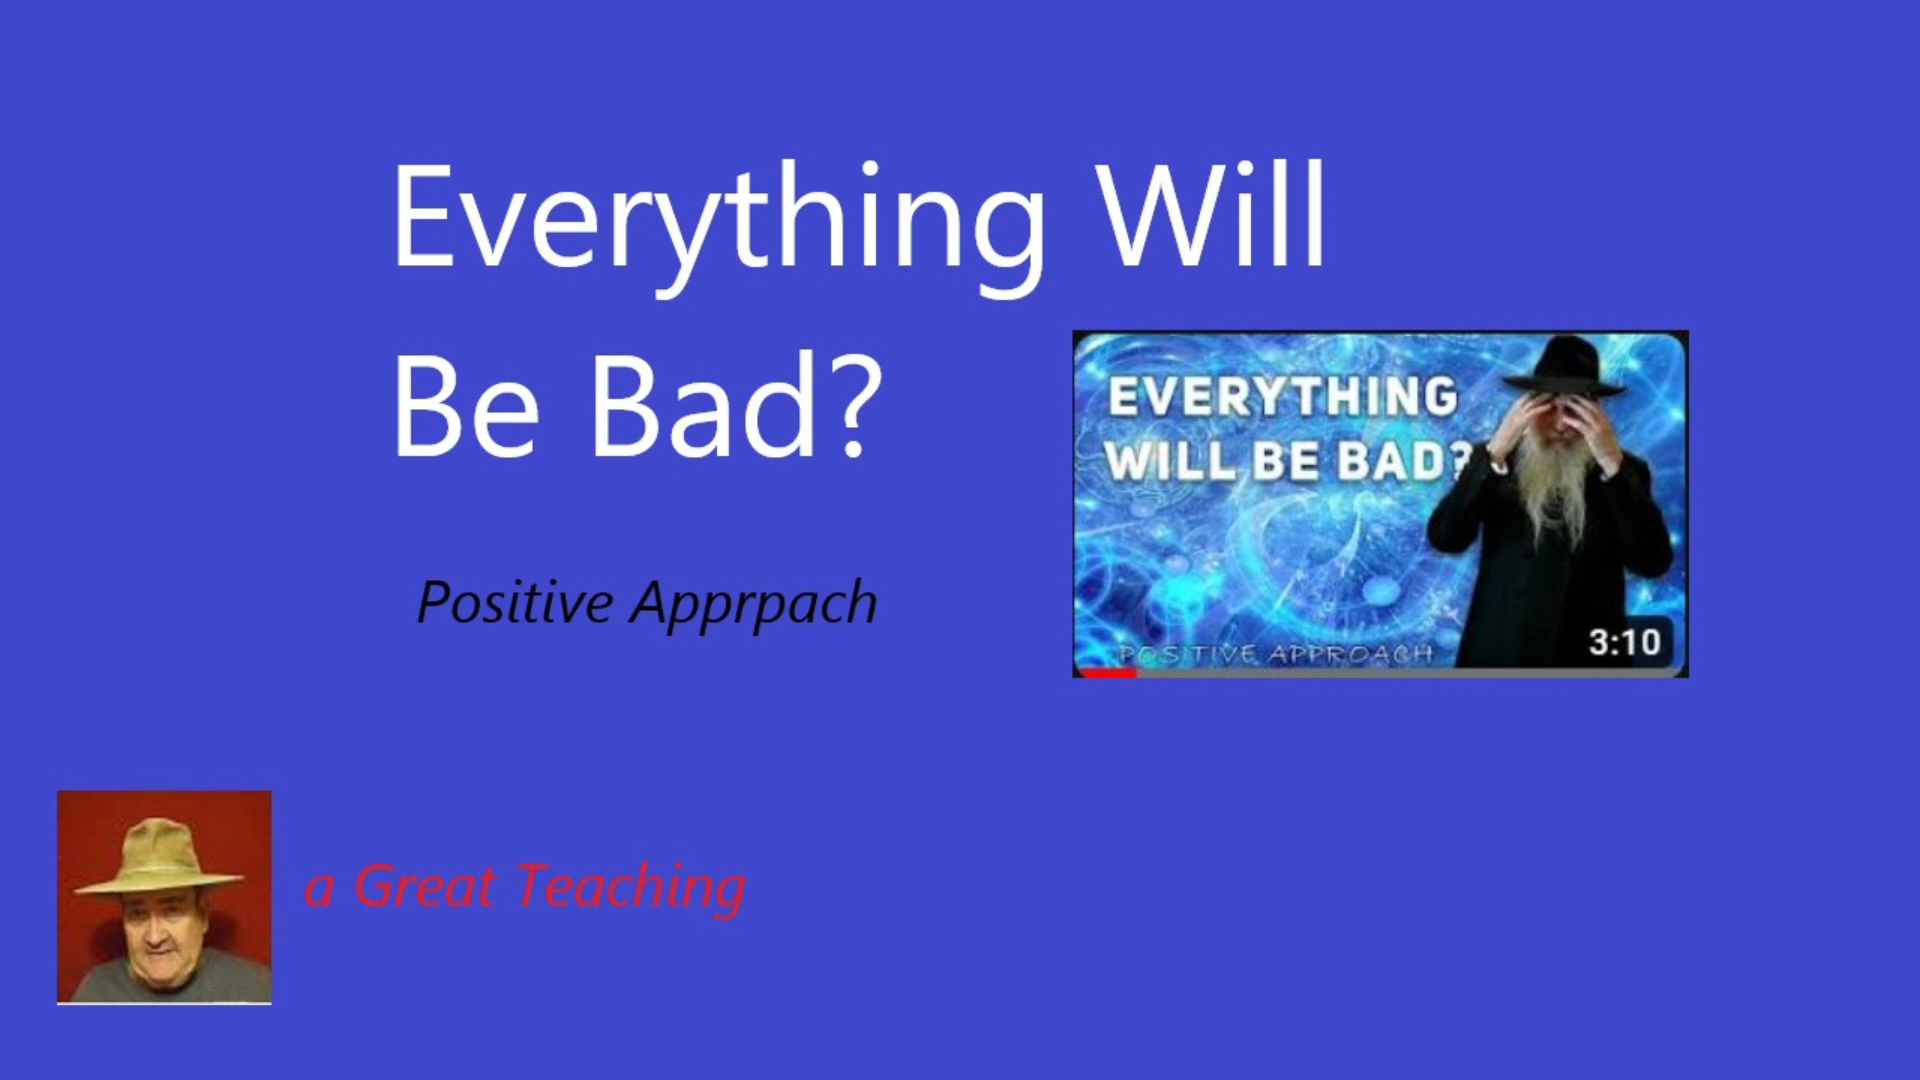 Everything Will
Be Bad?
EVERYTHING
WILL BE BAD?
Positive Apprpach
3:10
POSITIVE APPROACH
a Great Teaching